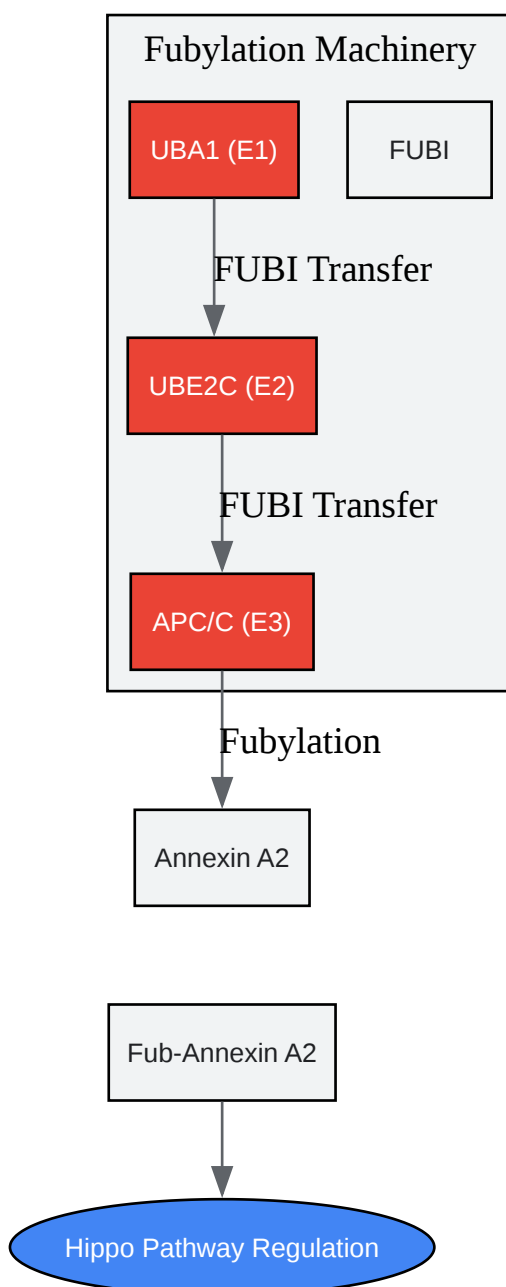 Fubylation Machinery
UBA1 (E1)
FUBI
FUBI Transfer
UBE2C (E2)
FUBI Transfer
APC/C (E3)
Fubylation
Annexin A2
Fub-Annexin A2
Hippo Pathway Regulation